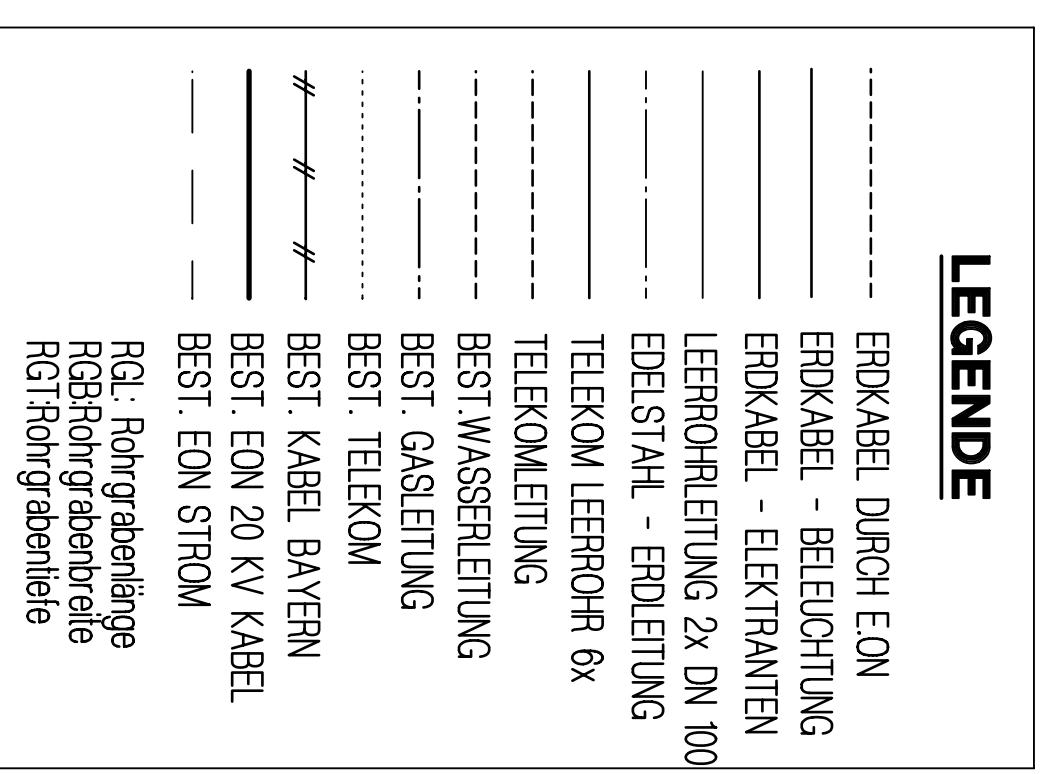 LEGENDE
ERDKABEL DURCH E.ON
ERDKABEL - BELEUCHTUNG
ERDKABEL - ELEKTRANTEN
LEERROHRLEITUNG 2x DN 100
EDELSTAHL - ERDLEITUNG
TELEKOM LEERROHR 6x
TELEKOMLEITUNG
BEST.WASSERLEITUNG
BEST. GASLEITUNG
BEST. TELEKOM
BEST. KABEL BAYERN
BEST. EON 20 KV KABEL
BEST. EON STROM
RGL: Rohrgrabenlänge
RGB:Rohrgrabenbreite
RGT:Rohrgrabentiefe